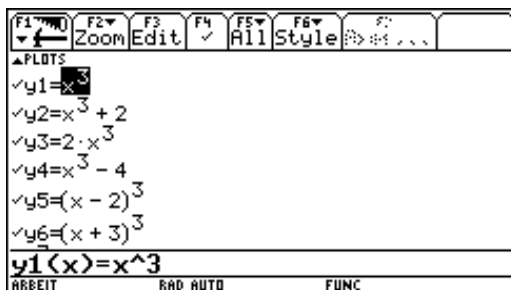 F1 F2 Zoom F3 Edit F4 ✓ F5 All F6 Style
PLOTS
✓y1=x³
✓y2=x³ + 2
✓y3=2·x³
✓y4=x³ - 4
✓y5=(x - 2)³
✓y6=(x + 3)³
y1(x)=x^3
ARBEIT RAD AUTO FUNC